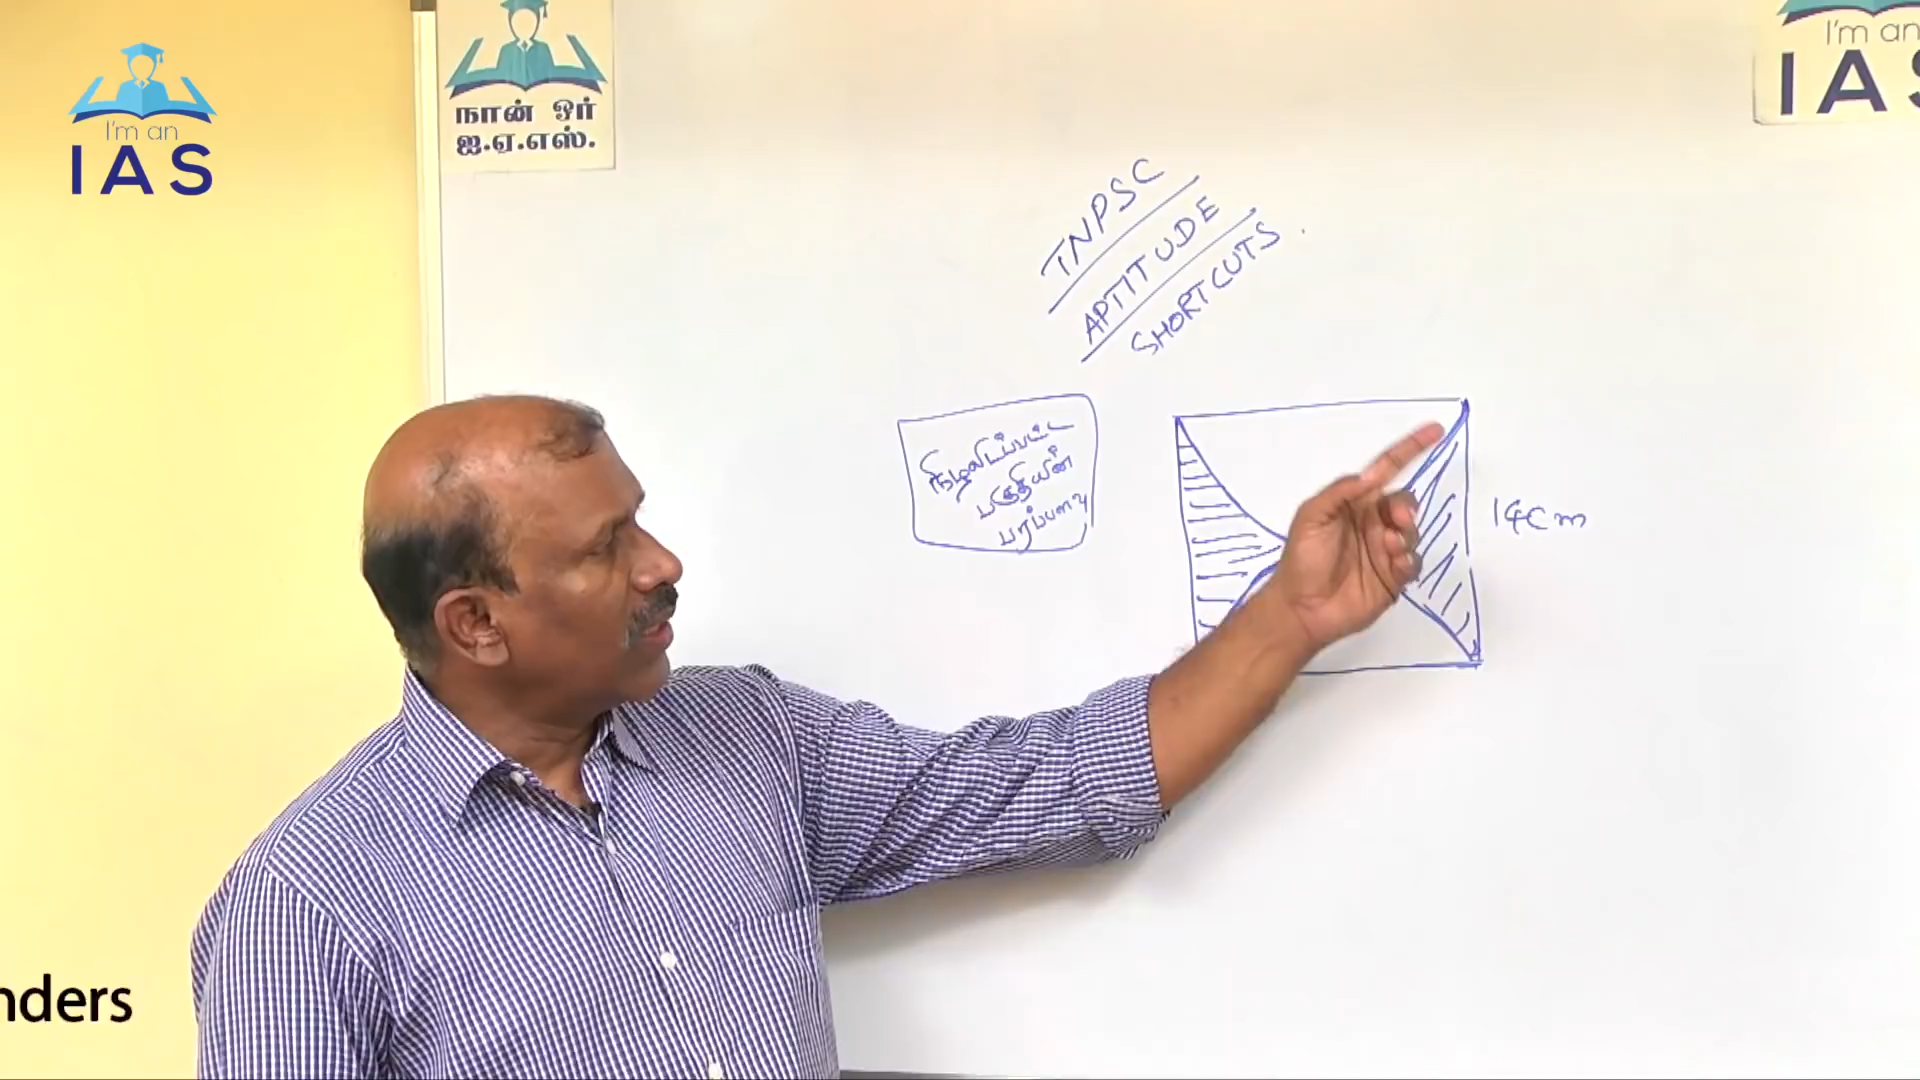 I'm an
IAS
நான் ஓர்
ஐ.ஏ.எஸ்.
I'm an
IAS
TNPSC
APTITUDE
SHORTCUTS
நிழலிடப்பட்ட
பகுதியின்
பரப்பளவு
14cm
nders